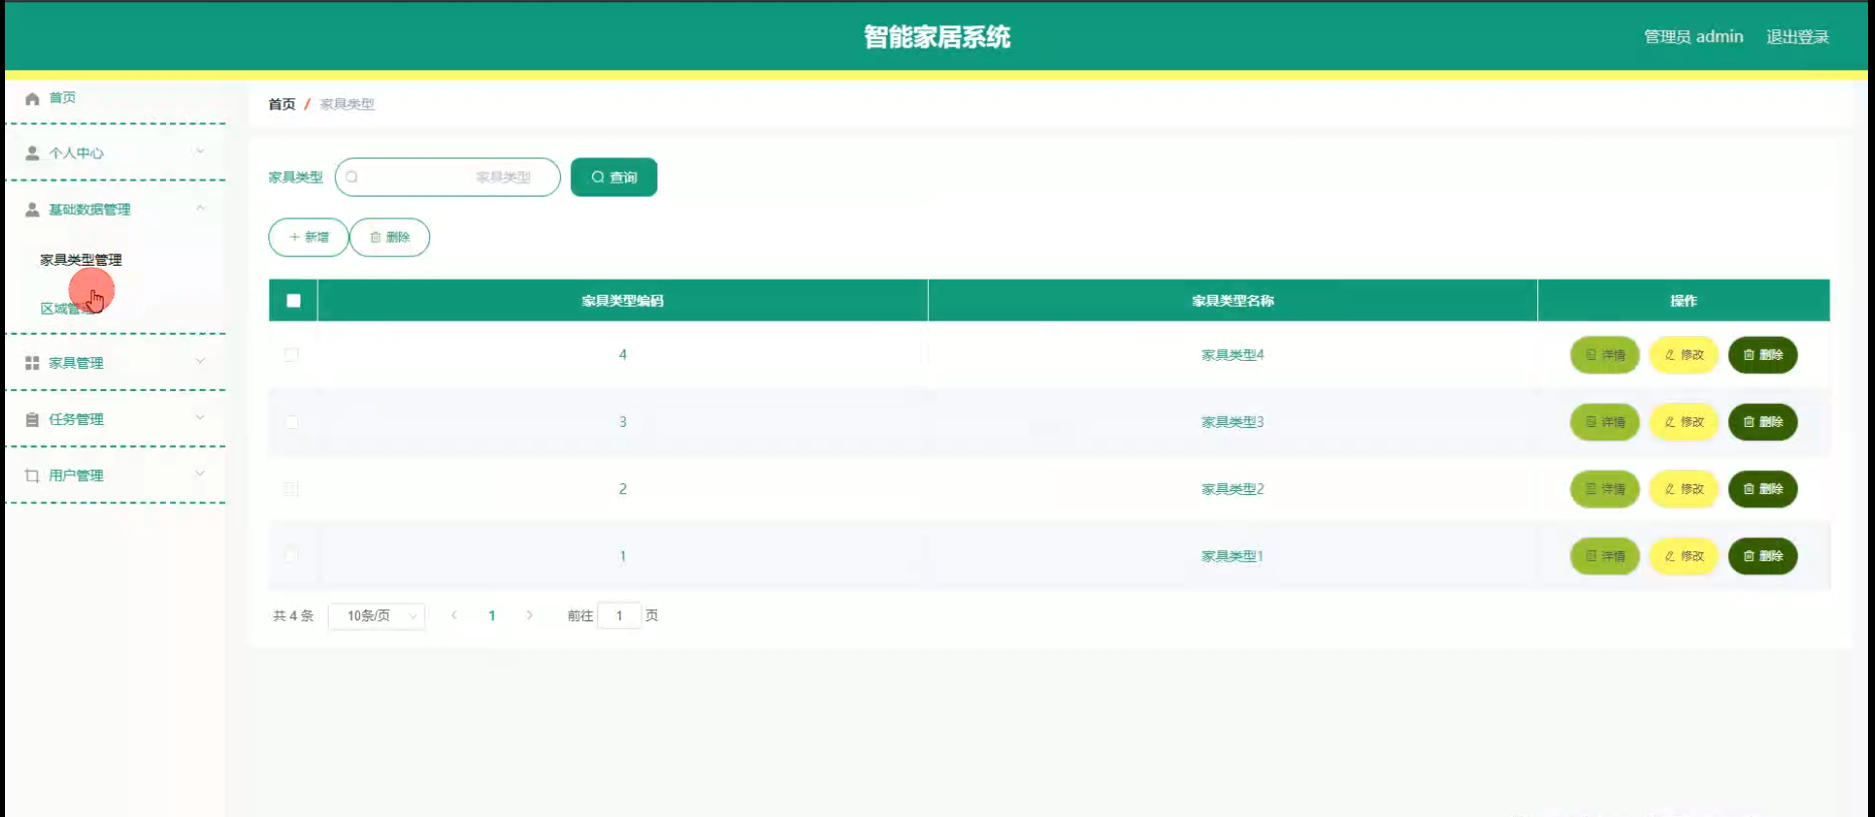 智能家居系统
管理员 admin 退出登录
首页
个人中心
基础数据管理
家具类型管理
区域管理
家具管理
任务管理
用户管理
首页 / 家具类型
家具类型 家具类型 查询
新增 删除
家具类型编码 家具类型名称 操作
4 家具类型4 详情 修改 删除
3 家具类型3 详情 修改 删除
2 家具类型2 详情 修改 删除
1 家具类型1 详情 修改 删除
共 4 条 10条/页 1 前往 1 页